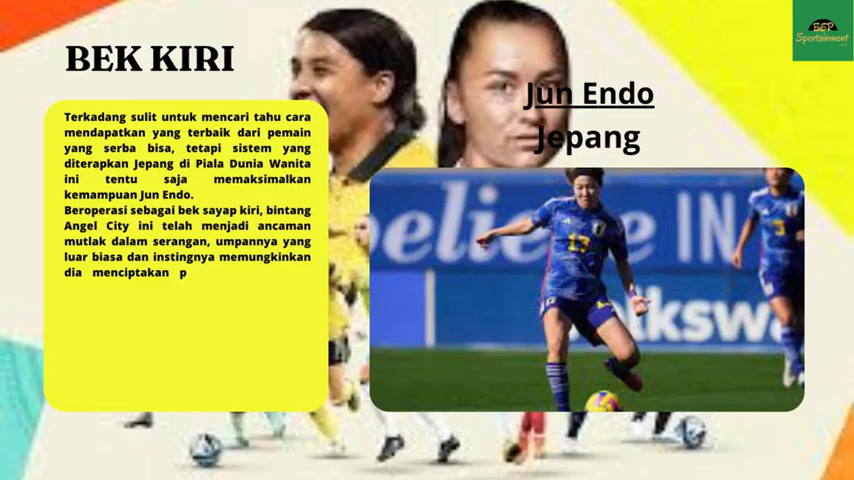 BEK KIRI
ESP
Sportainment
Jun Endo
Jepang
Terkadang sulit untuk mencari tahu cara
mendapatkan yang terbaik dari pemain
yang serba bisa, tetapi sistem yang
diterapkan Jepang di Piala Dunia Wanita
ini tentu saja memaksimalkan
kemampuan Jun Endo.
Beroperasi sebagai bek sayap kiri, bintang
Angel City ini telah menjadi ancaman
mutlak dalam serangan, umpannya yang
luar biasa dan instingnya memungkinkan
dia menciptakan p
elieve IN
lksw
13
3